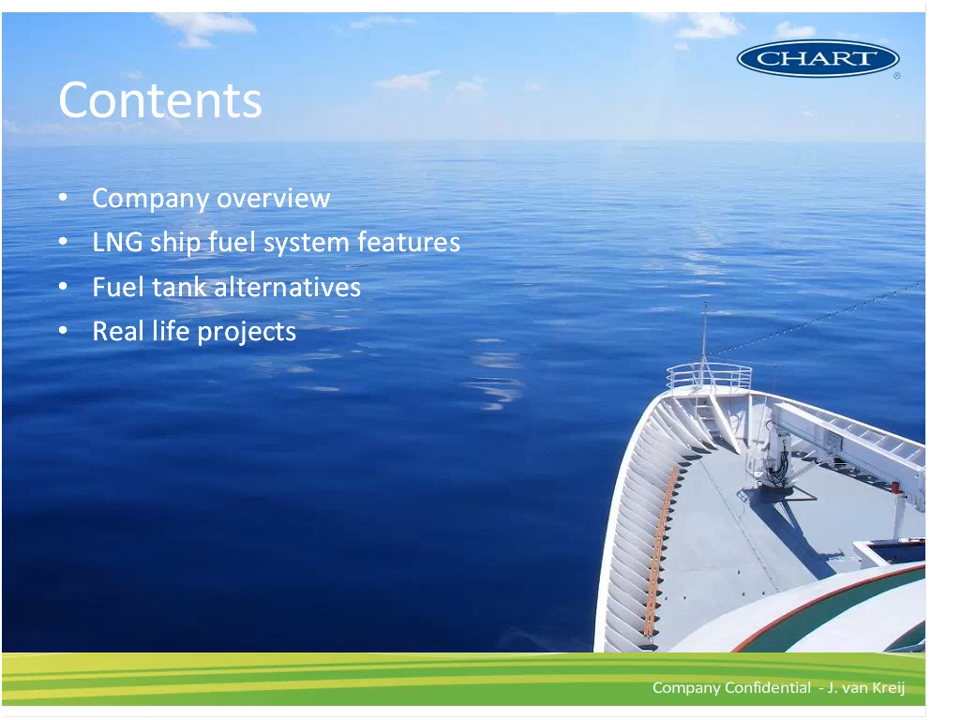 CHART
®
Contents
• Company overview
• LNG ship fuel system features
• Fuel tank alternatives
• Real life projects
Company Confidential - J. van Kreij